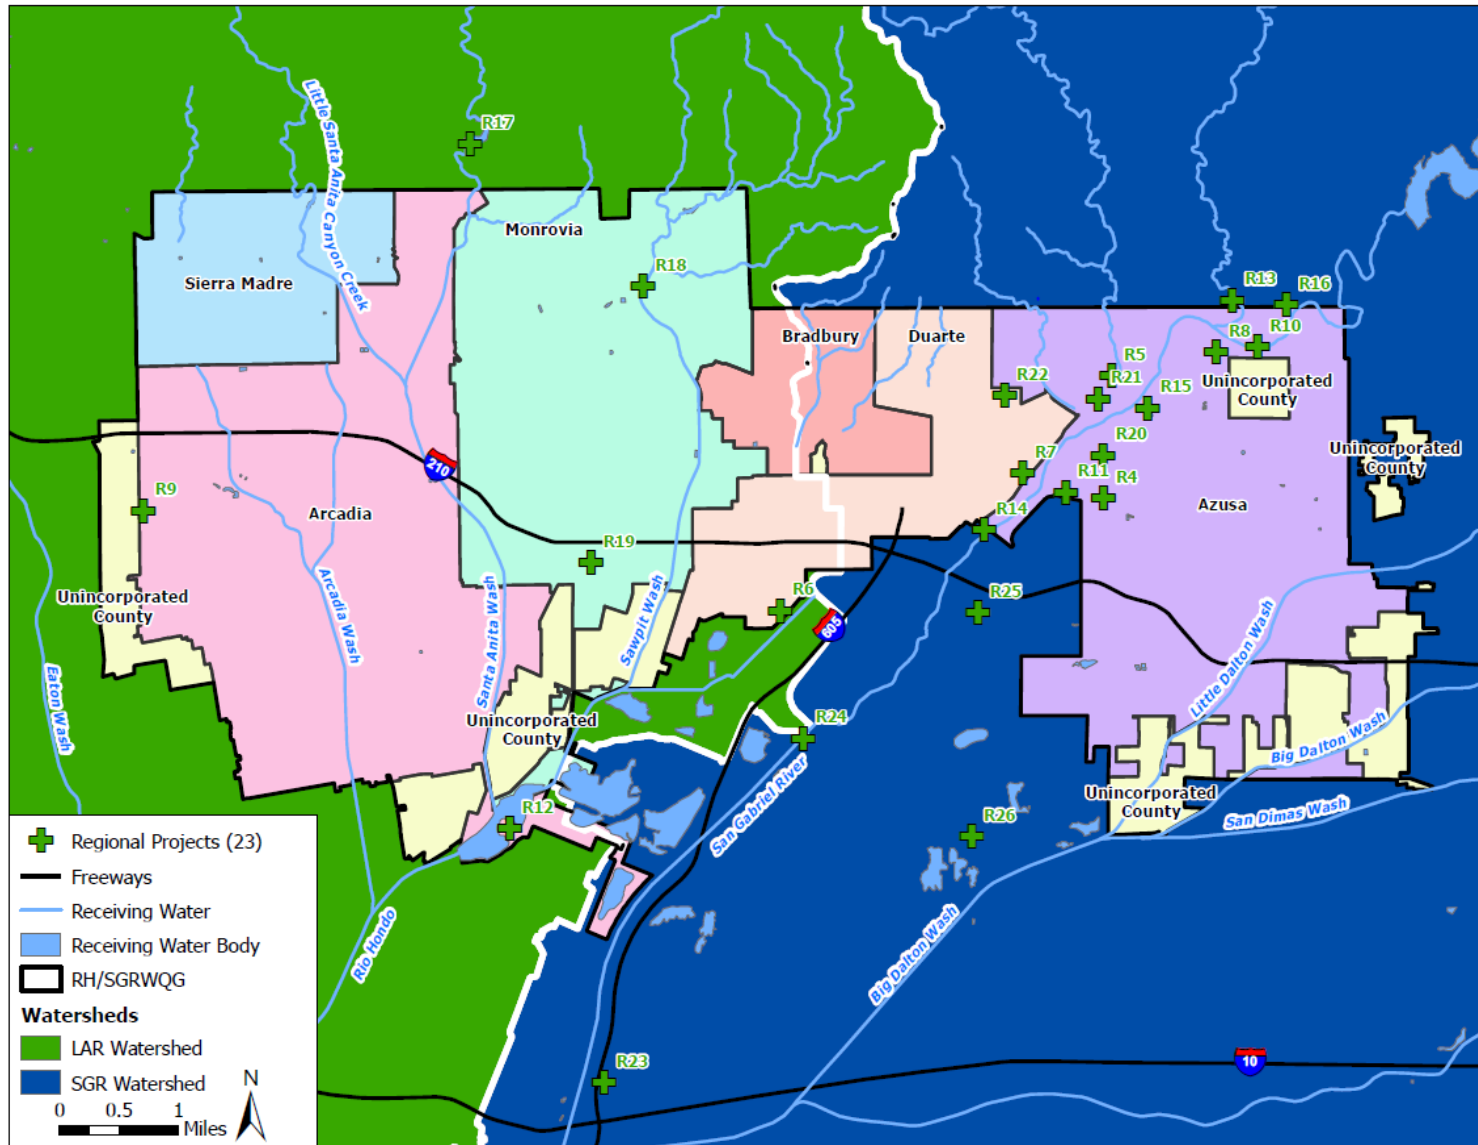 Little Santa Anita Canyon Creek
R17
Monrovia
R18
Sierra Madre
R13
R16
Bradbury
Duarte
R8
R10
R5
R22
R21
R15
Unincorporated
County
R20
Unincorporated
County
210
R7
R11
R4
R9
Arcadia
R14
Azusa
R19
Arcadia Wash
Santa Anita Wash
Sawpit Wash
Unincorporated
County
R6
605
R25
Little Dalton Wash
Eaton Wash
Unincorporated
County
R24
Big Dalton Wash
San Gabriel River
Unincorporated
County
San Dimas Wash
R12
R26
Rio Hondo
Big Dalton Wash
R23
10
Regional Projects (23)
Freeways
Receiving Water
Receiving Water Body
RH/SGRWQG
Watersheds
LAR Watershed
SGR Watershed
N
0 0.5 1
Miles